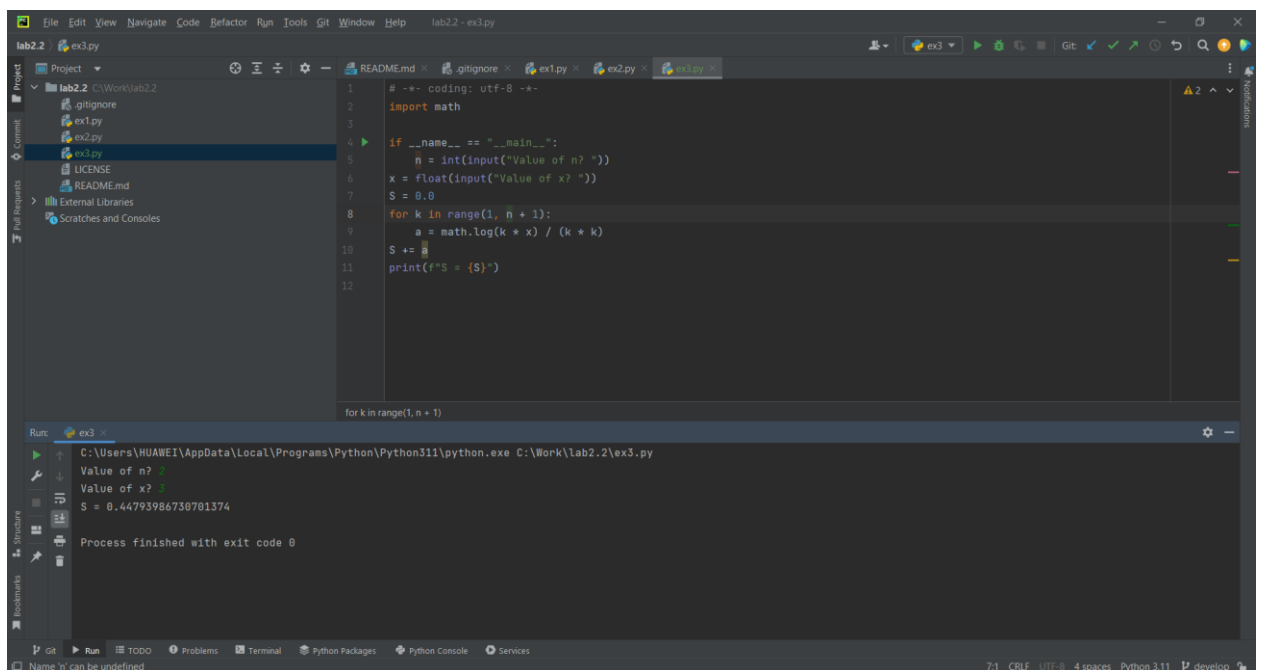 File Edit View Navigate Code Refactor Run Tools Git Window Help lab2.2 - ex3.py
lab2.2 ex3.py ex3 Git:
Project README.md .gitignore ex1.py ex2.py ex3.py
Project
Commit
Pull Requests
Notifications
lab2.2 C:\Work\lab2.2
.gitignore
ex1.py
ex2.py
ex3.py
LICENSE
README.md
External Libraries
Scratches and Consoles
2
1 # -*- coding: utf-8 -*-
2 import math
3
4 if __name__ == "__main__":
5 n = int(input("Value of n? "))
6 x = float(input("Value of x? "))
7 S = 0.0
8 for k in range(1, n + 1):
9 a = math.log(k * x) / (k * k)
10 S += a
11 print(f"S = {S}")
12
for k in range(1, n + 1)
Run: ex3
C:\Users\HUAWEI\AppData\Local\Programs\Python\Python311\python.exe C:\Work\lab2.2\ex3.py
Value of n? 2
Value of x? 3
S = 0.44793986730701374
Process finished with exit code 0
Structure
Bookmarks
Git Run TODO Problems Terminal Python Packages Python Console Services
Name 'n' can be undefined 7:1 CRLF UTF-8 4 spaces Python 3.11 develop